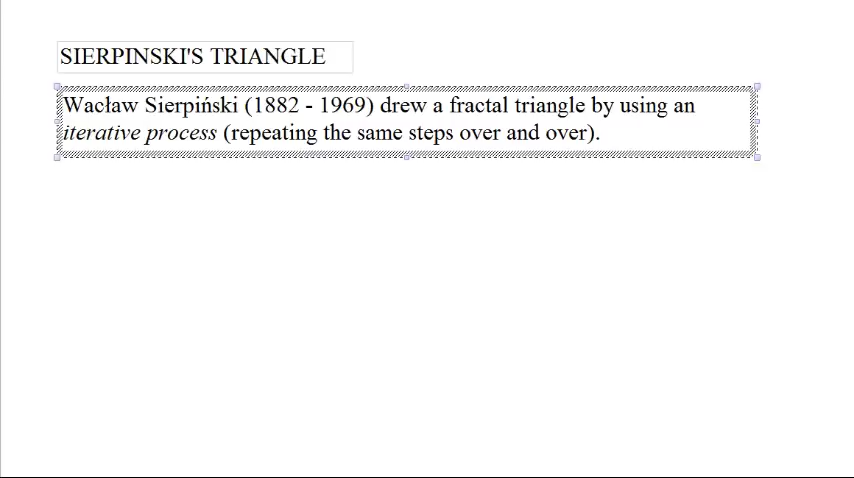 SIERPINSKI'S TRIANGLE
Wacław Sierpiński (1882 - 1969) drew a fractal triangle by using an
iterative process (repeating the same steps over and over).